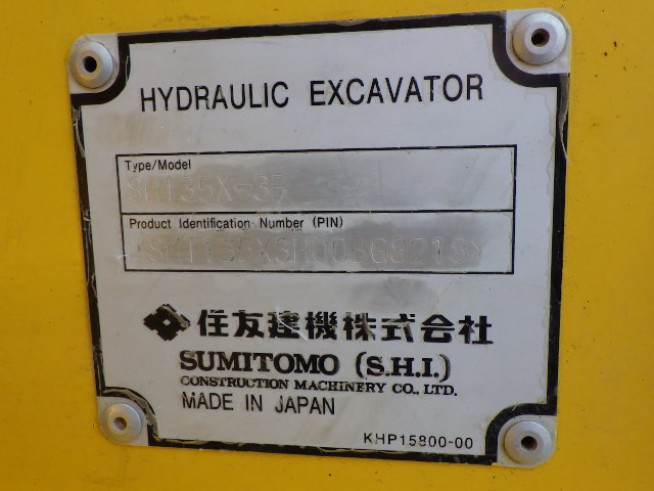 HYDRAULIC EXCAVATOR
Type/Model
Product Identification Number (PIN)
住友建機株式会社
SUMITOMO (S.H.I.)
CONSTRUCTION MACHINERY CO., LTD.
MADE IN JAPAN
KHP15800-00